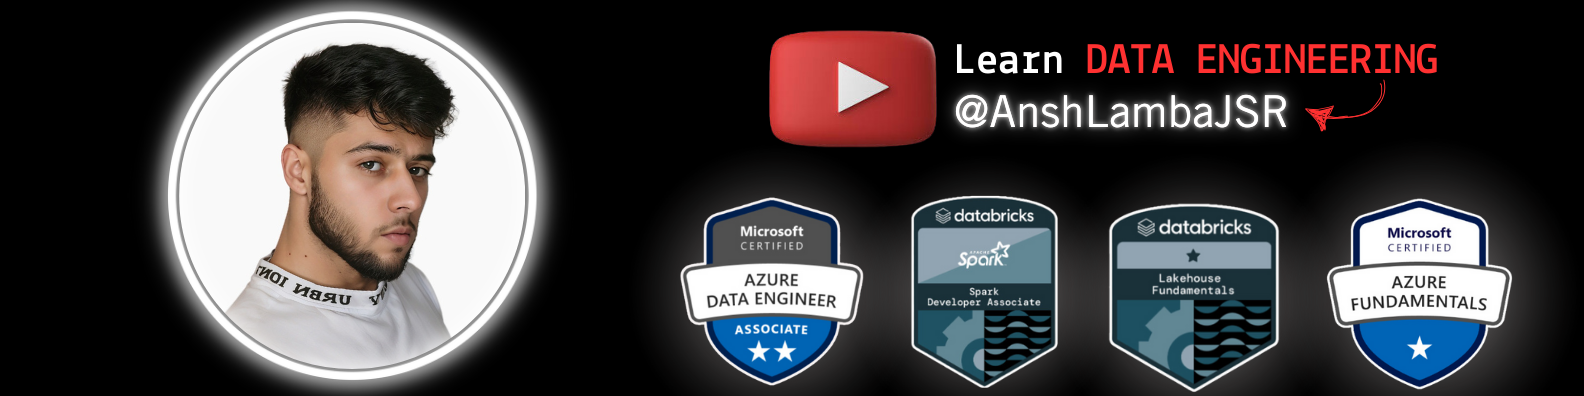 Learn DATA ENGINEERING
@AnshLambaJSR
Microsoft
CERTIFIED
AZURE
DATA ENGINEER
ASSOCIATE
databricks
APACHE
Spark
Spark
Developer Associate
databricks
Lakehouse
Fundamentals
Microsoft
CERTIFIED
AZURE
FUNDAMENTALS